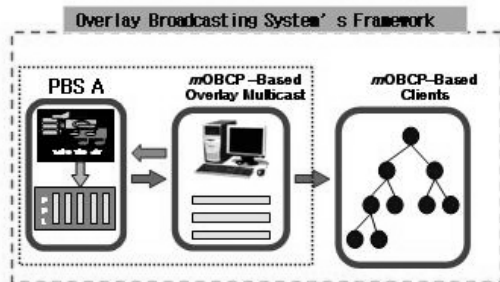 Overlay Broadcasting System's Framework
PBS A
mOBCP-Based
Overlay Multicast
mOBCP-Based
Clients